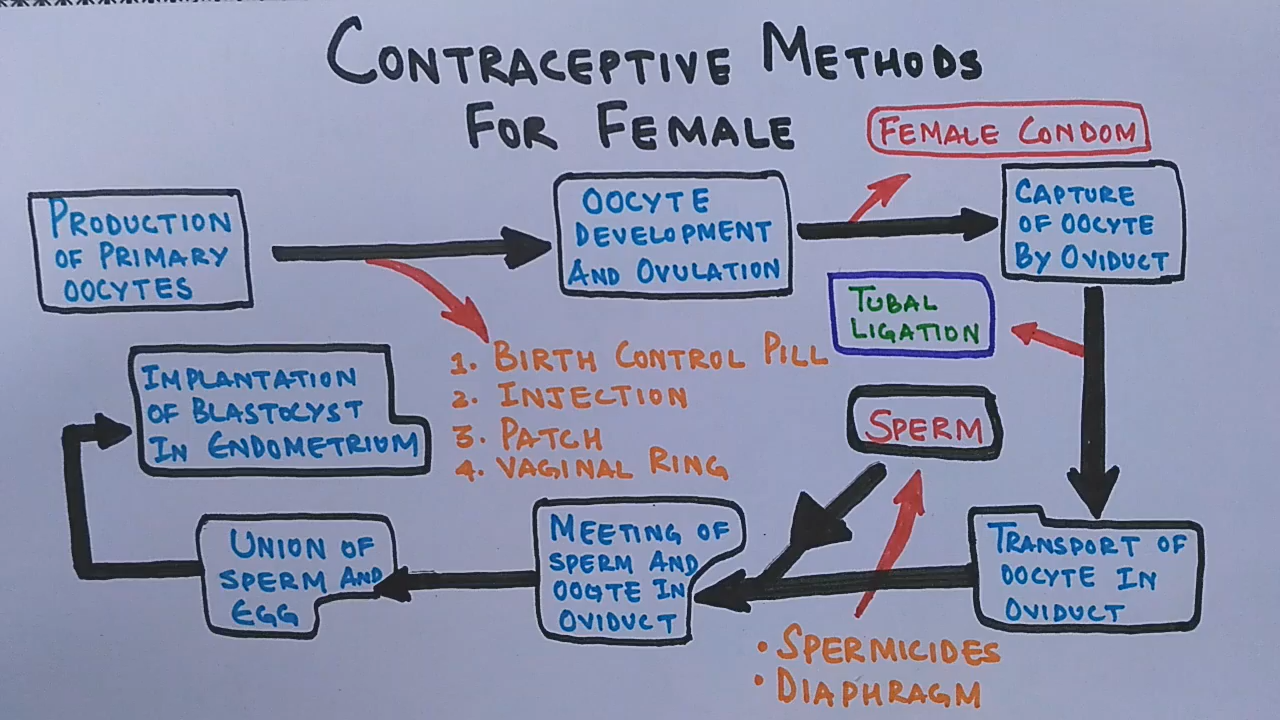 CONTRACEPTIVE METHODS
FOR FEMALE
FEMALE CONDOM
PRODUCTION
OF PRIMARY
OOCYTES
OOCYTE
DEVELOPMENT
AND OVULATION
CAPTURE
OF OOCYTE
BY OVIDUCT
TUBAL
LIGATION
1. BIRTH CONTROL PILL
2. INJECTION
3. PATCH
4. VAGINAL RING
IMPLANTATION
OF BLASTOCYST
IN ENDOMETRIUM
SPERM
UNION OF
SPERM AND
EGG
MEETING OF
SPERM AND
OOCYTE IN
OVIDUCT
TRANSPORT OF
OOCYTE IN
OVIDUCT
• SPERMICIDES
• DIAPHRAGM